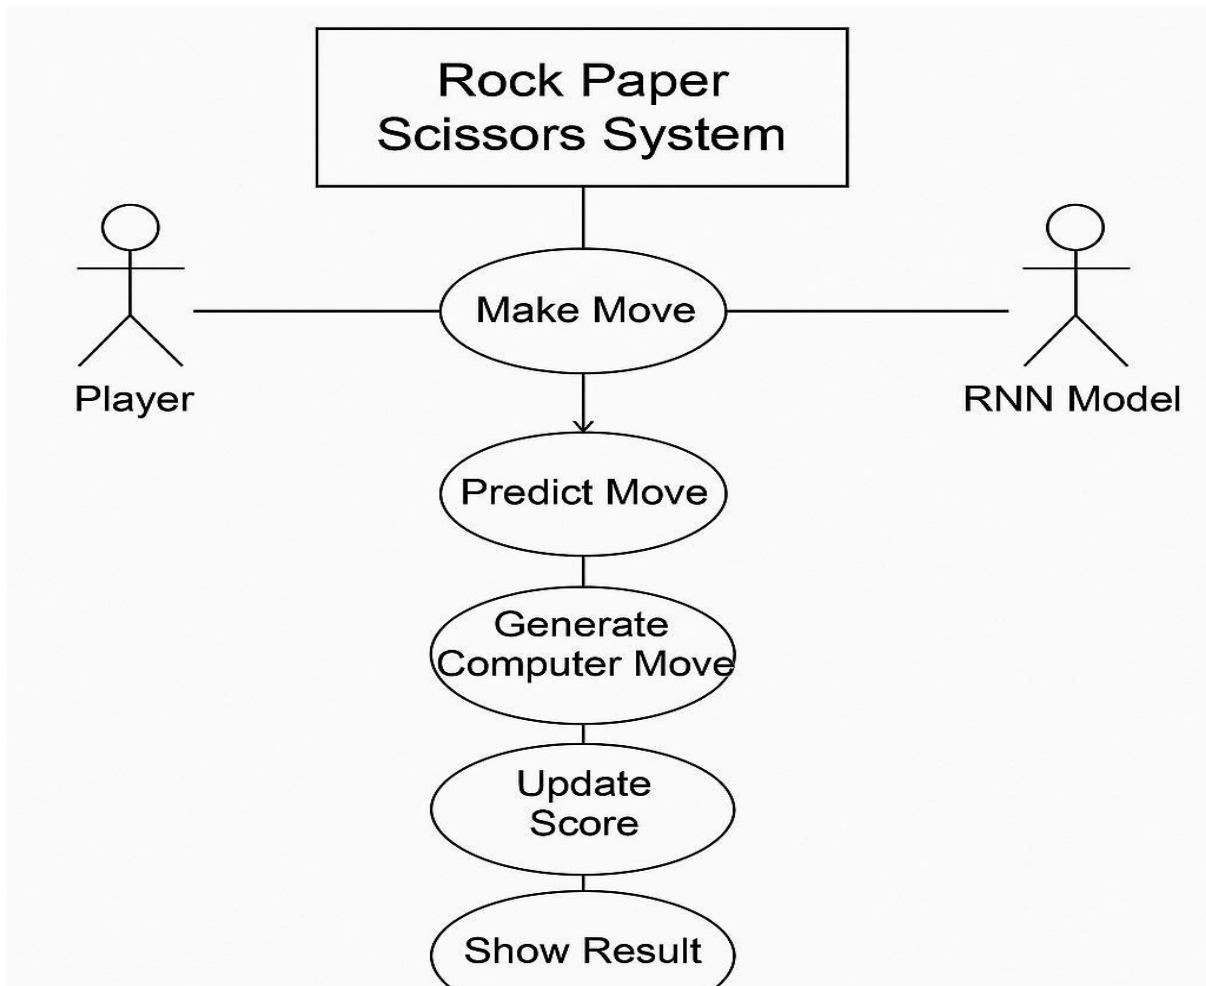 Rock Paper
Scissors System
Make Move
Player
RNN Model
Predict Move
Generate
Computer Move
Update
Score
Show Result